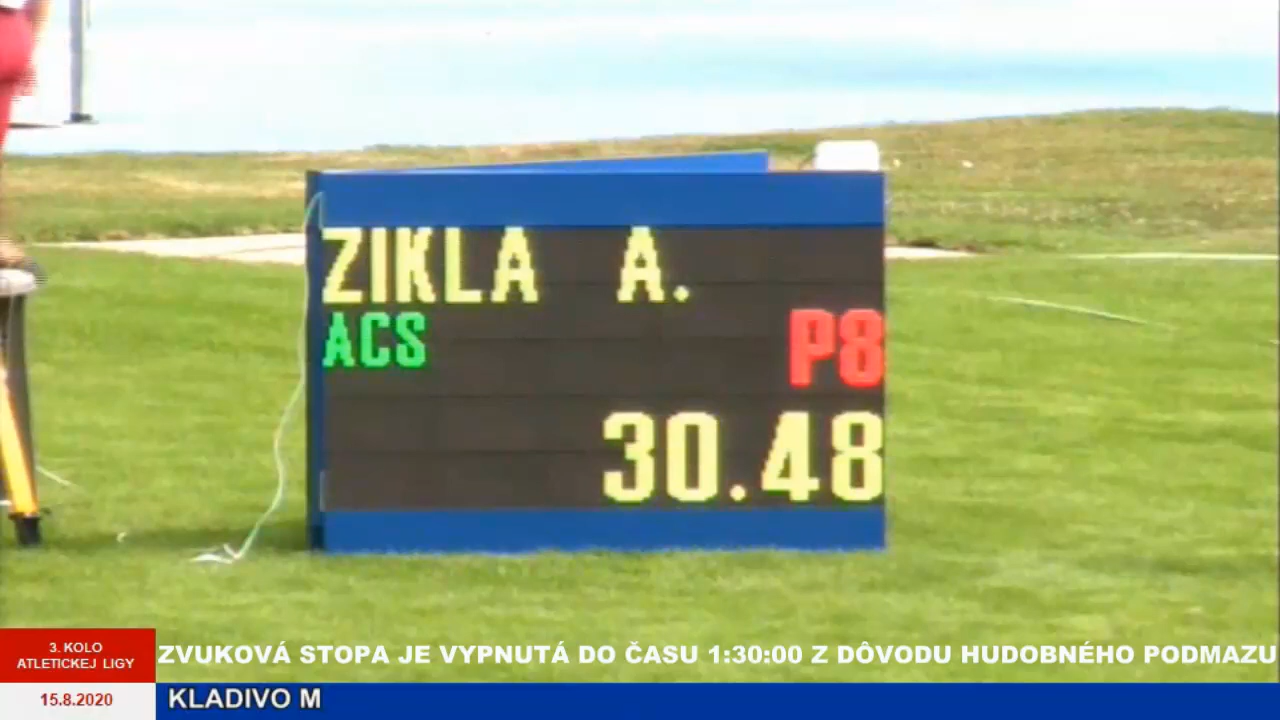 ZIKLA A.
ACS P8
30.48
3. KOLO
ATLETICKEJ LIGY
ZVUKOVÁ STOPA JE VYPNUTÁ DO ČASU 1:30:00 Z DÔVODU HUDOBNÉHO PODMAZU
15.8.2020
KLADIVO M